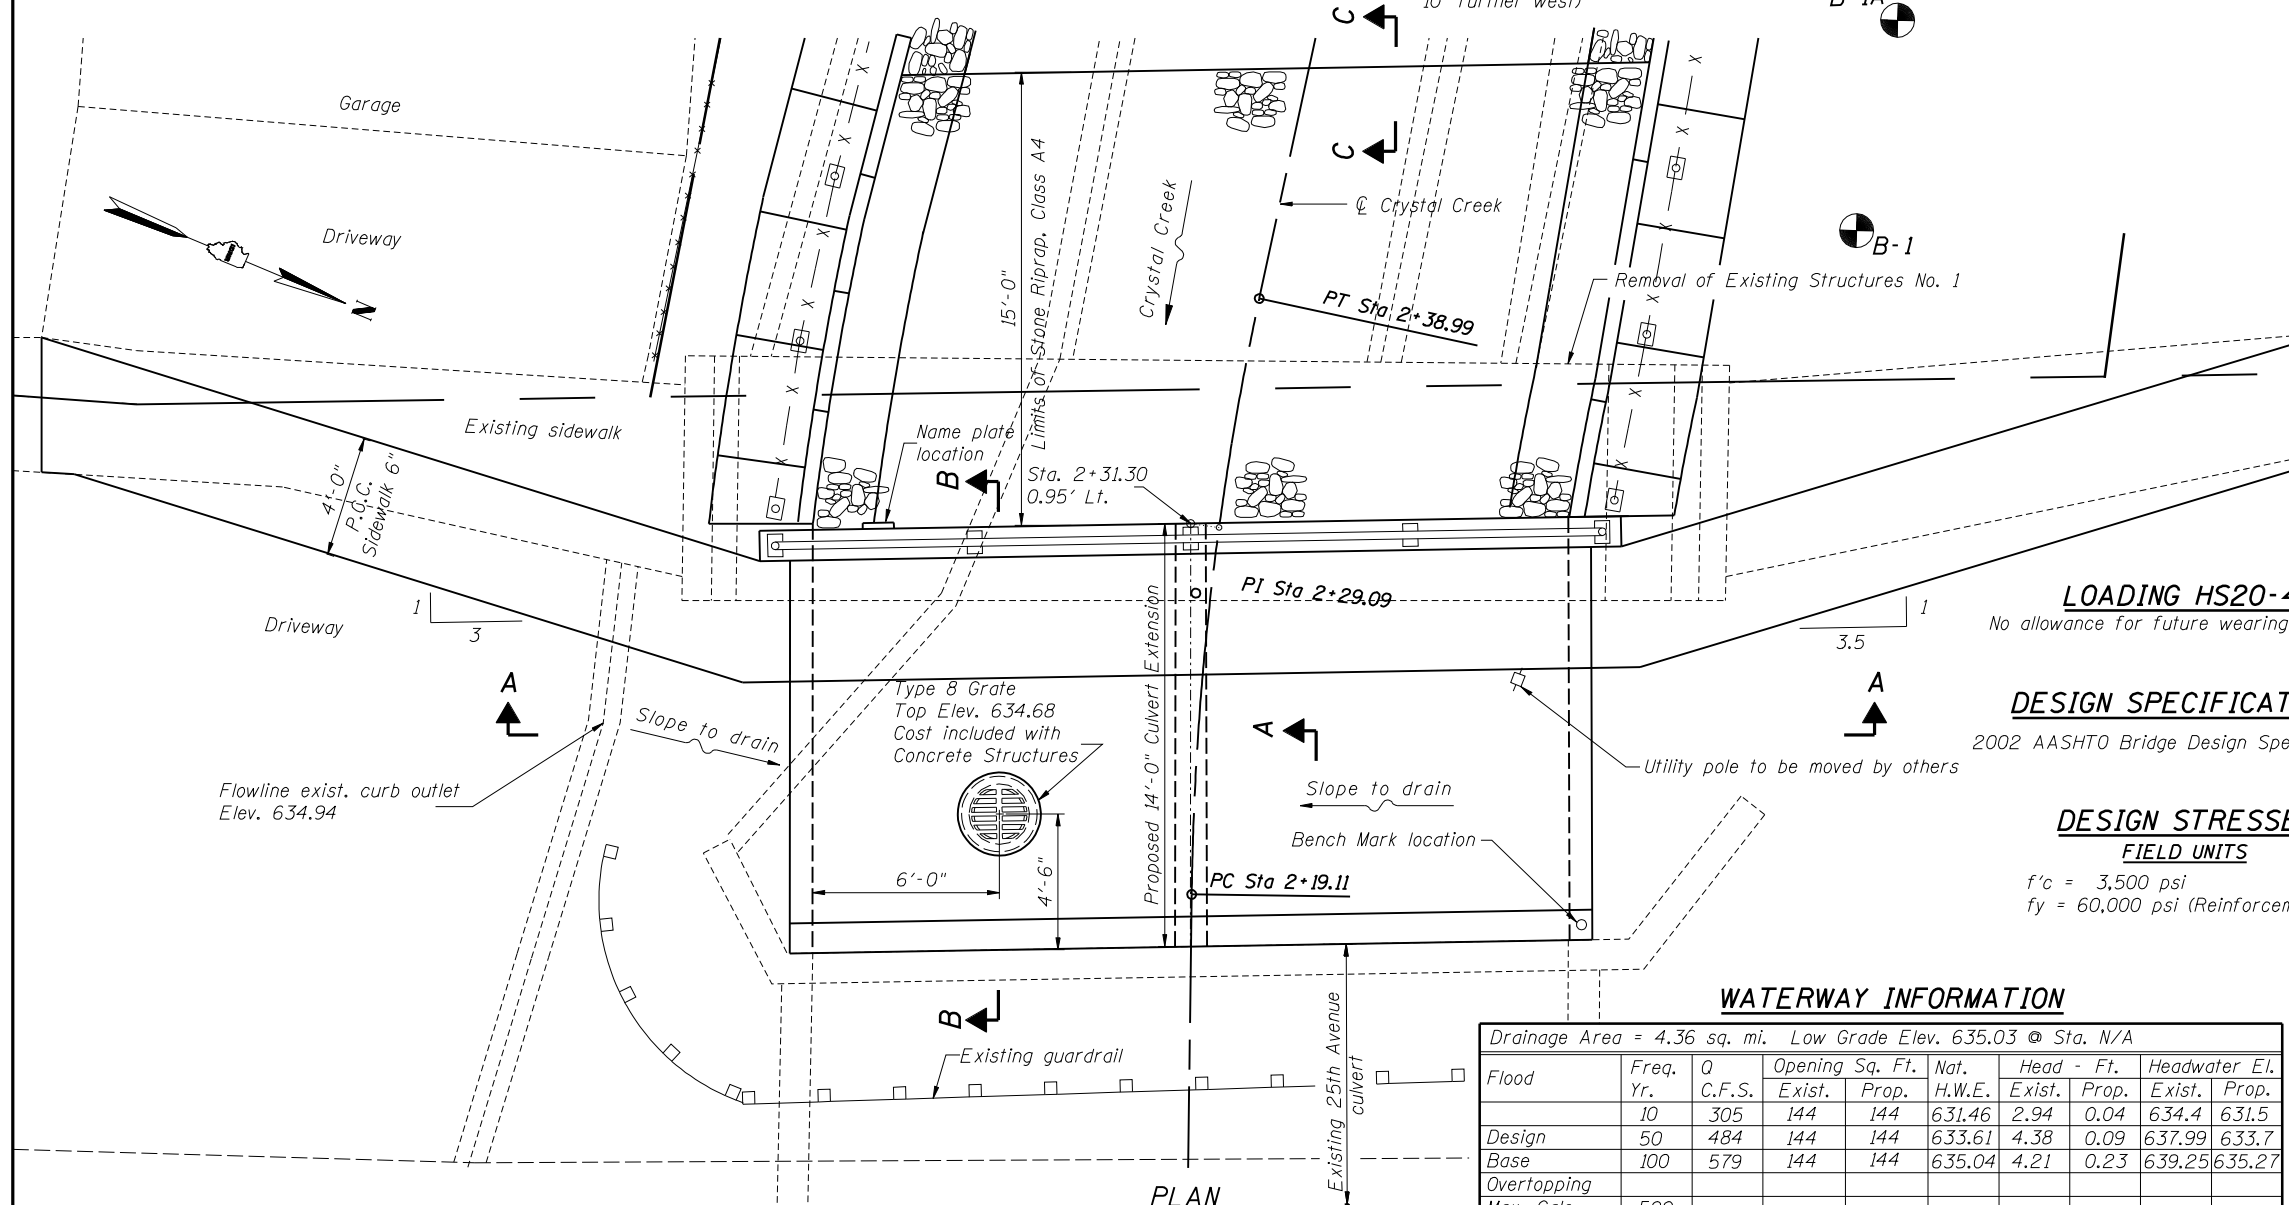 10' further west)
C
C
Garage
Driveway
N
Limits of Stone Riprap, Class A4
15'-0"
Crystal Creek
℄ Crystal Creek
B-1A
B-1
Removal of Existing Structures No. 1
PT Sta 2+38.99
Existing sidewalk
Name plate
location
B
Sta. 2+31.30
0.95' Lt.
4'-0"
P.C.C.
Sidewalk 6"
PI Sta 2+29.09
Driveway
1
3
1
3.5
A
A
A
Slope to drain
Type 8 Grate
Top Elev. 634.68
Cost included with
Concrete Structures
Proposed 14'-0" Culvert Extension
Utility pole to be moved by others
Flowline exist. curb outlet
Elev. 634.94
Slope to drain
Bench Mark location
6'-0"
4'-6"
PC Sta 2+19.11
B
Existing guardrail
Existing 25th Avenue
culvert
PLAN
LOADING HS20-4
No allowance for future wearing
DESIGN SPECIFICAT
2002 AASHTO Bridge Design Spe
DESIGN STRESSE
FIELD UNITS
f'c = 3,500 psi
fy = 60,000 psi (Reinforcem
WATERWAY INFORMATION
Drainage Area = 4.36 sq. mi. Low Grade Elev. 635.03 @ Sta. N/A
Flood Freq. Yr. Q C.F.S. Opening Sq. Ft. Nat. H.W.E. Head - Ft. Headwater El.
Exist. Prop. Exist. Prop. Exist. Prop.
10 305 144 144 631.46 2.94 0.04 634.4 631.5
Design 50 484 144 144 633.61 4.38 0.09 637.99 633.7
Base 100 579 144 144 635.04 4.21 0.23 639.25 635.27
Overtopping